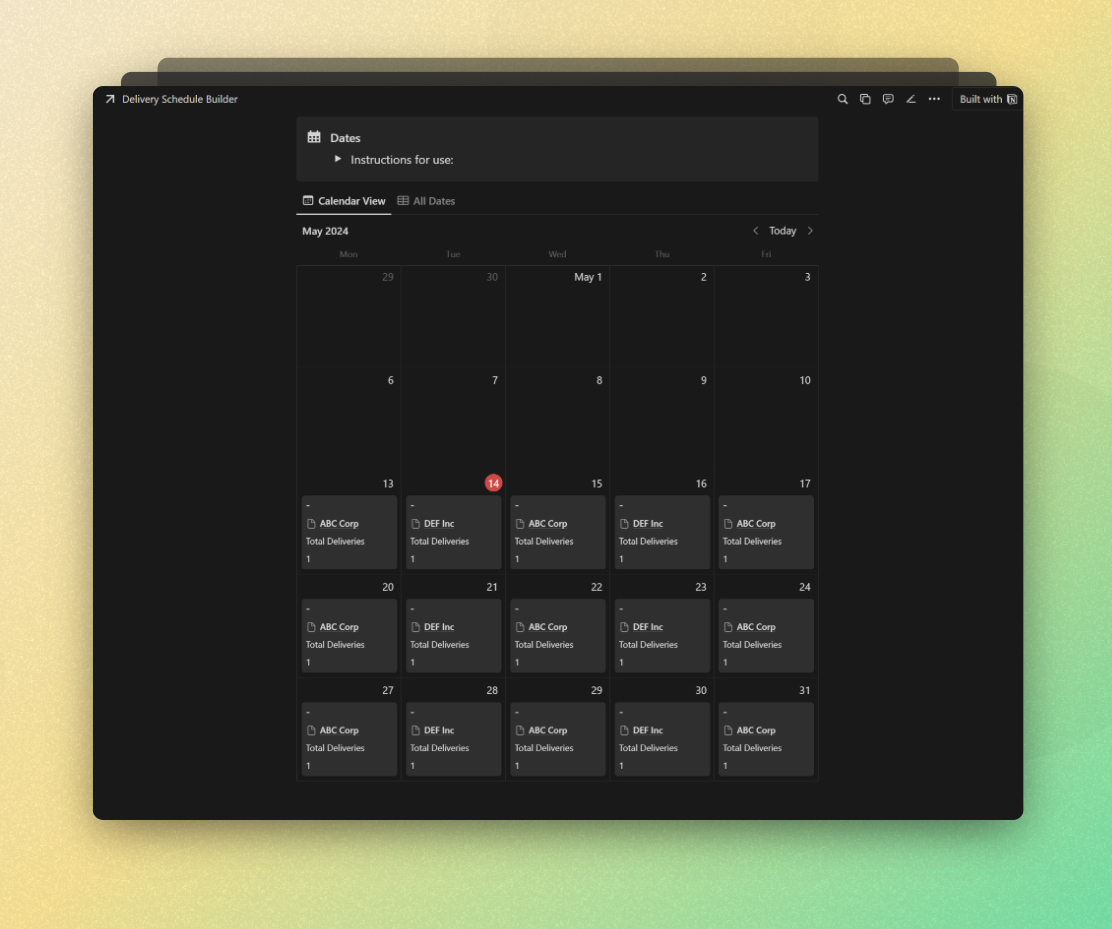 Delivery Schedule Builder
Built with
Dates
Instructions for use:
Calendar View
All Dates
May 2024
Today
Mon Tue Wed Thu Fri
29 30 May 1 2 3
6 7 8 9 10
13 14 15 16 17
- - - - -
ABC Corp DEF Inc ABC Corp DEF Inc ABC Corp
Total Deliveries Total Deliveries Total Deliveries Total Deliveries Total Deliveries
1 1 1 1 1
20 21 22 23 24
- - - - -
ABC Corp DEF Inc ABC Corp DEF Inc ABC Corp
Total Deliveries Total Deliveries Total Deliveries Total Deliveries Total Deliveries
1 1 1 1 1
27 28 29 30 31
- - - - -
ABC Corp DEF Inc ABC Corp DEF Inc ABC Corp
Total Deliveries Total Deliveries Total Deliveries Total Deliveries Total Deliveries
1 1 1 1 1